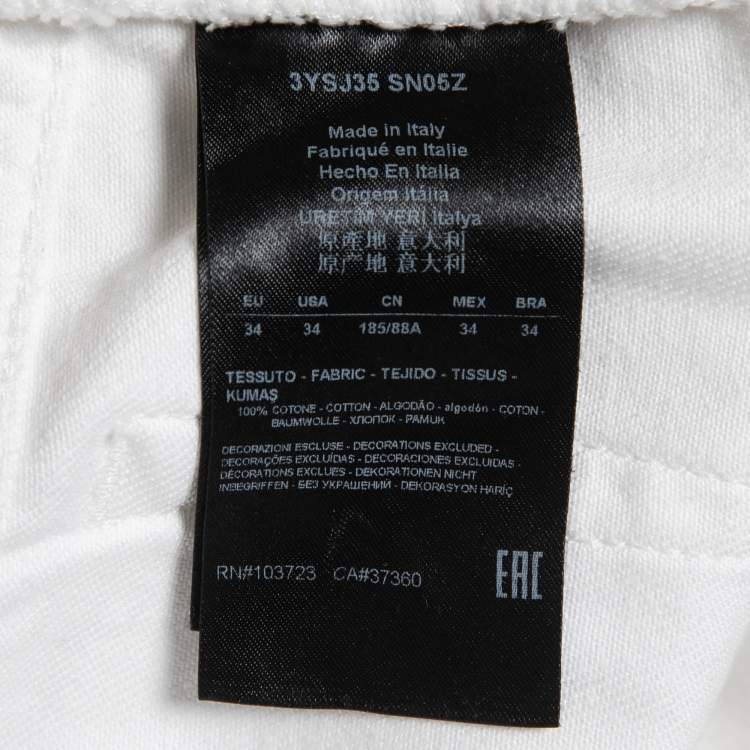 3YSJ35 SN05Z
Made in Italy
Fabriqué en Italie
Hecho En Italia
Origem Itália
URETIM YERI Italya
原產地 意大利
原产地 意大利
EU USA CN MEX BRA
34 34 185/88A 34 34
TESSUTO - FABRIC - TEJIDO - TISSUS -
KUMAŞ
100% COTONE - COTTON - ALGODÃO - algodón - COTON -
BAUMWOLLE - ХЛОПОК - PAMUK
DECORAZIONI ESCLUSE - DECORATIONS EXCLUDED -
DECORAÇÕES EXCLUÍDAS - DECORACIONES EXCLUIDAS -
DÉCORATIONS EXCLUES - DEKORATIONEN NICHT
INBEGRIFFEN - БЕЗ УКРАШЕНИЙ - DEKORASYON HARİÇ
RN#103723 CA#37360
EAC